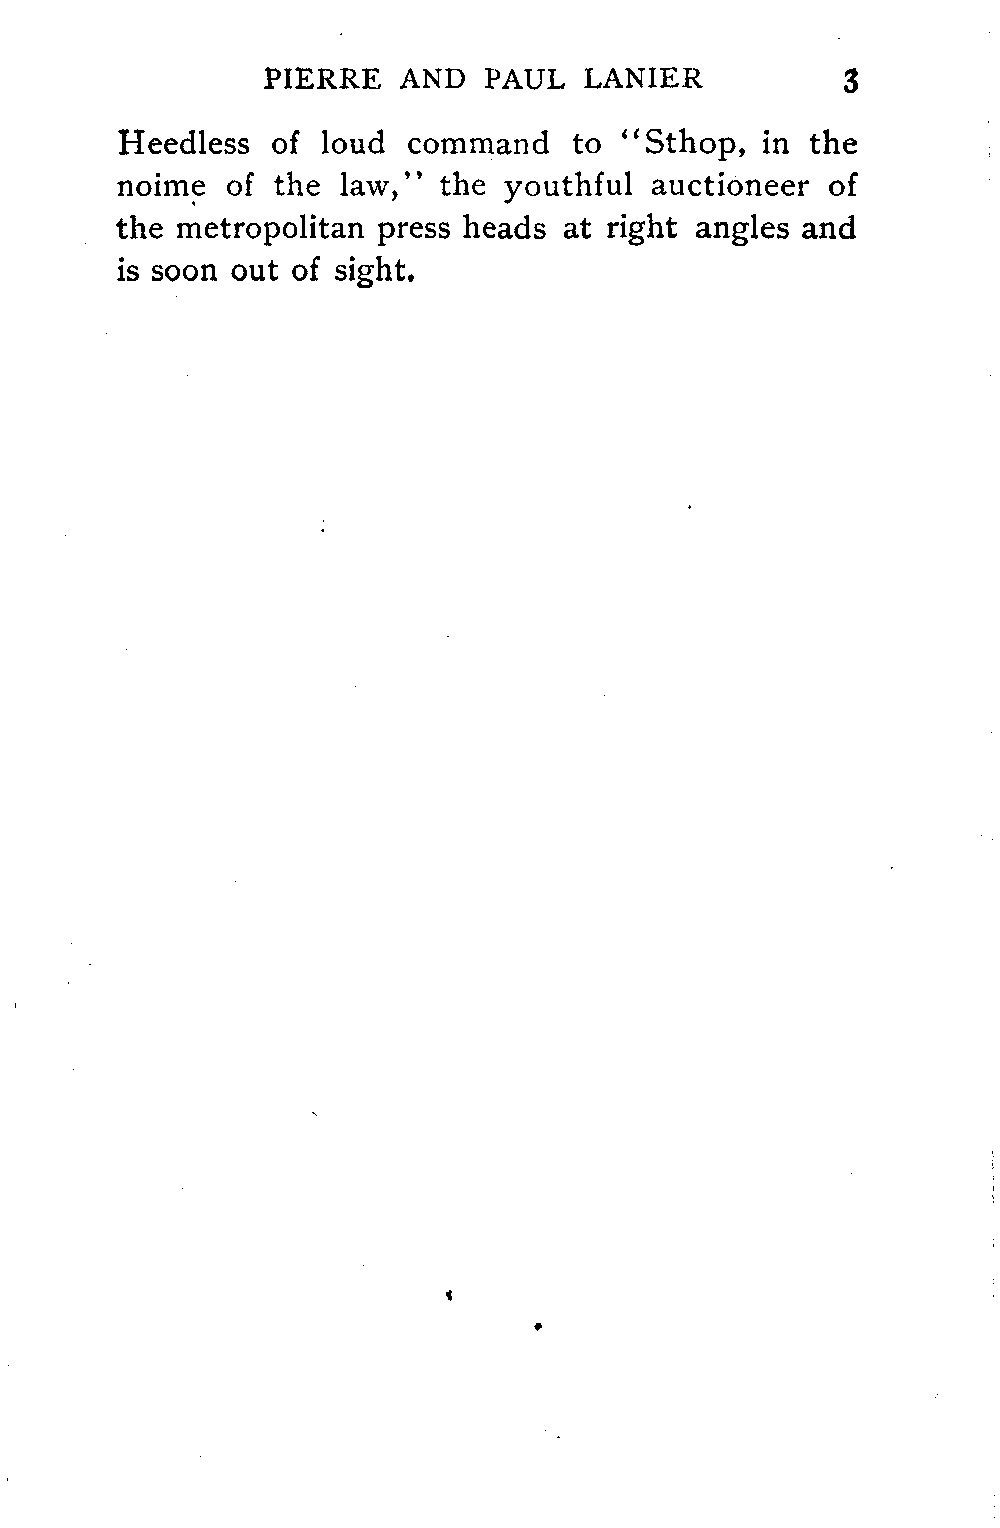 PIERRE AND PAUL LANIER 3
Heedless of loud command to “Sthop, in the
noime of the law,” the youthful auctioneer of
the metropolitan press heads at right angles and
is soon out of sight.